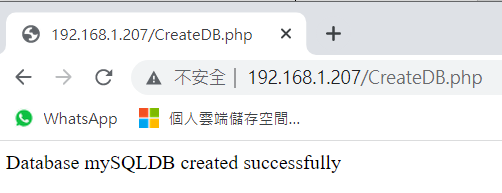 192.168.1.207/CreateDB.php
不安全 | 192.168.1.207/CreateDB.php
WhatsApp 個人雲端儲存空間...
Database mySQLDB created successfully